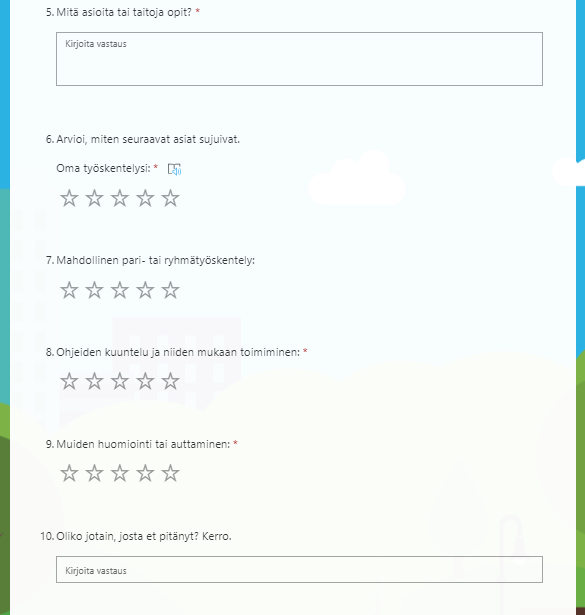 5. Mitä asioita tai taitoja opit? *
Kirjoita vastaus
6. Arvioi, miten seuraavat asiat sujuivat.
Oma työskentelysi: *
7. Mahdollinen pari- tai ryhmätyöskentely:
8. Ohjeiden kuuntelu ja niiden mukaan toimiminen: *
9. Muiden huomiointi tai auttaminen: *
10. Oliko jotain, josta et pitänyt? Kerro.
Kirjoita vastaus